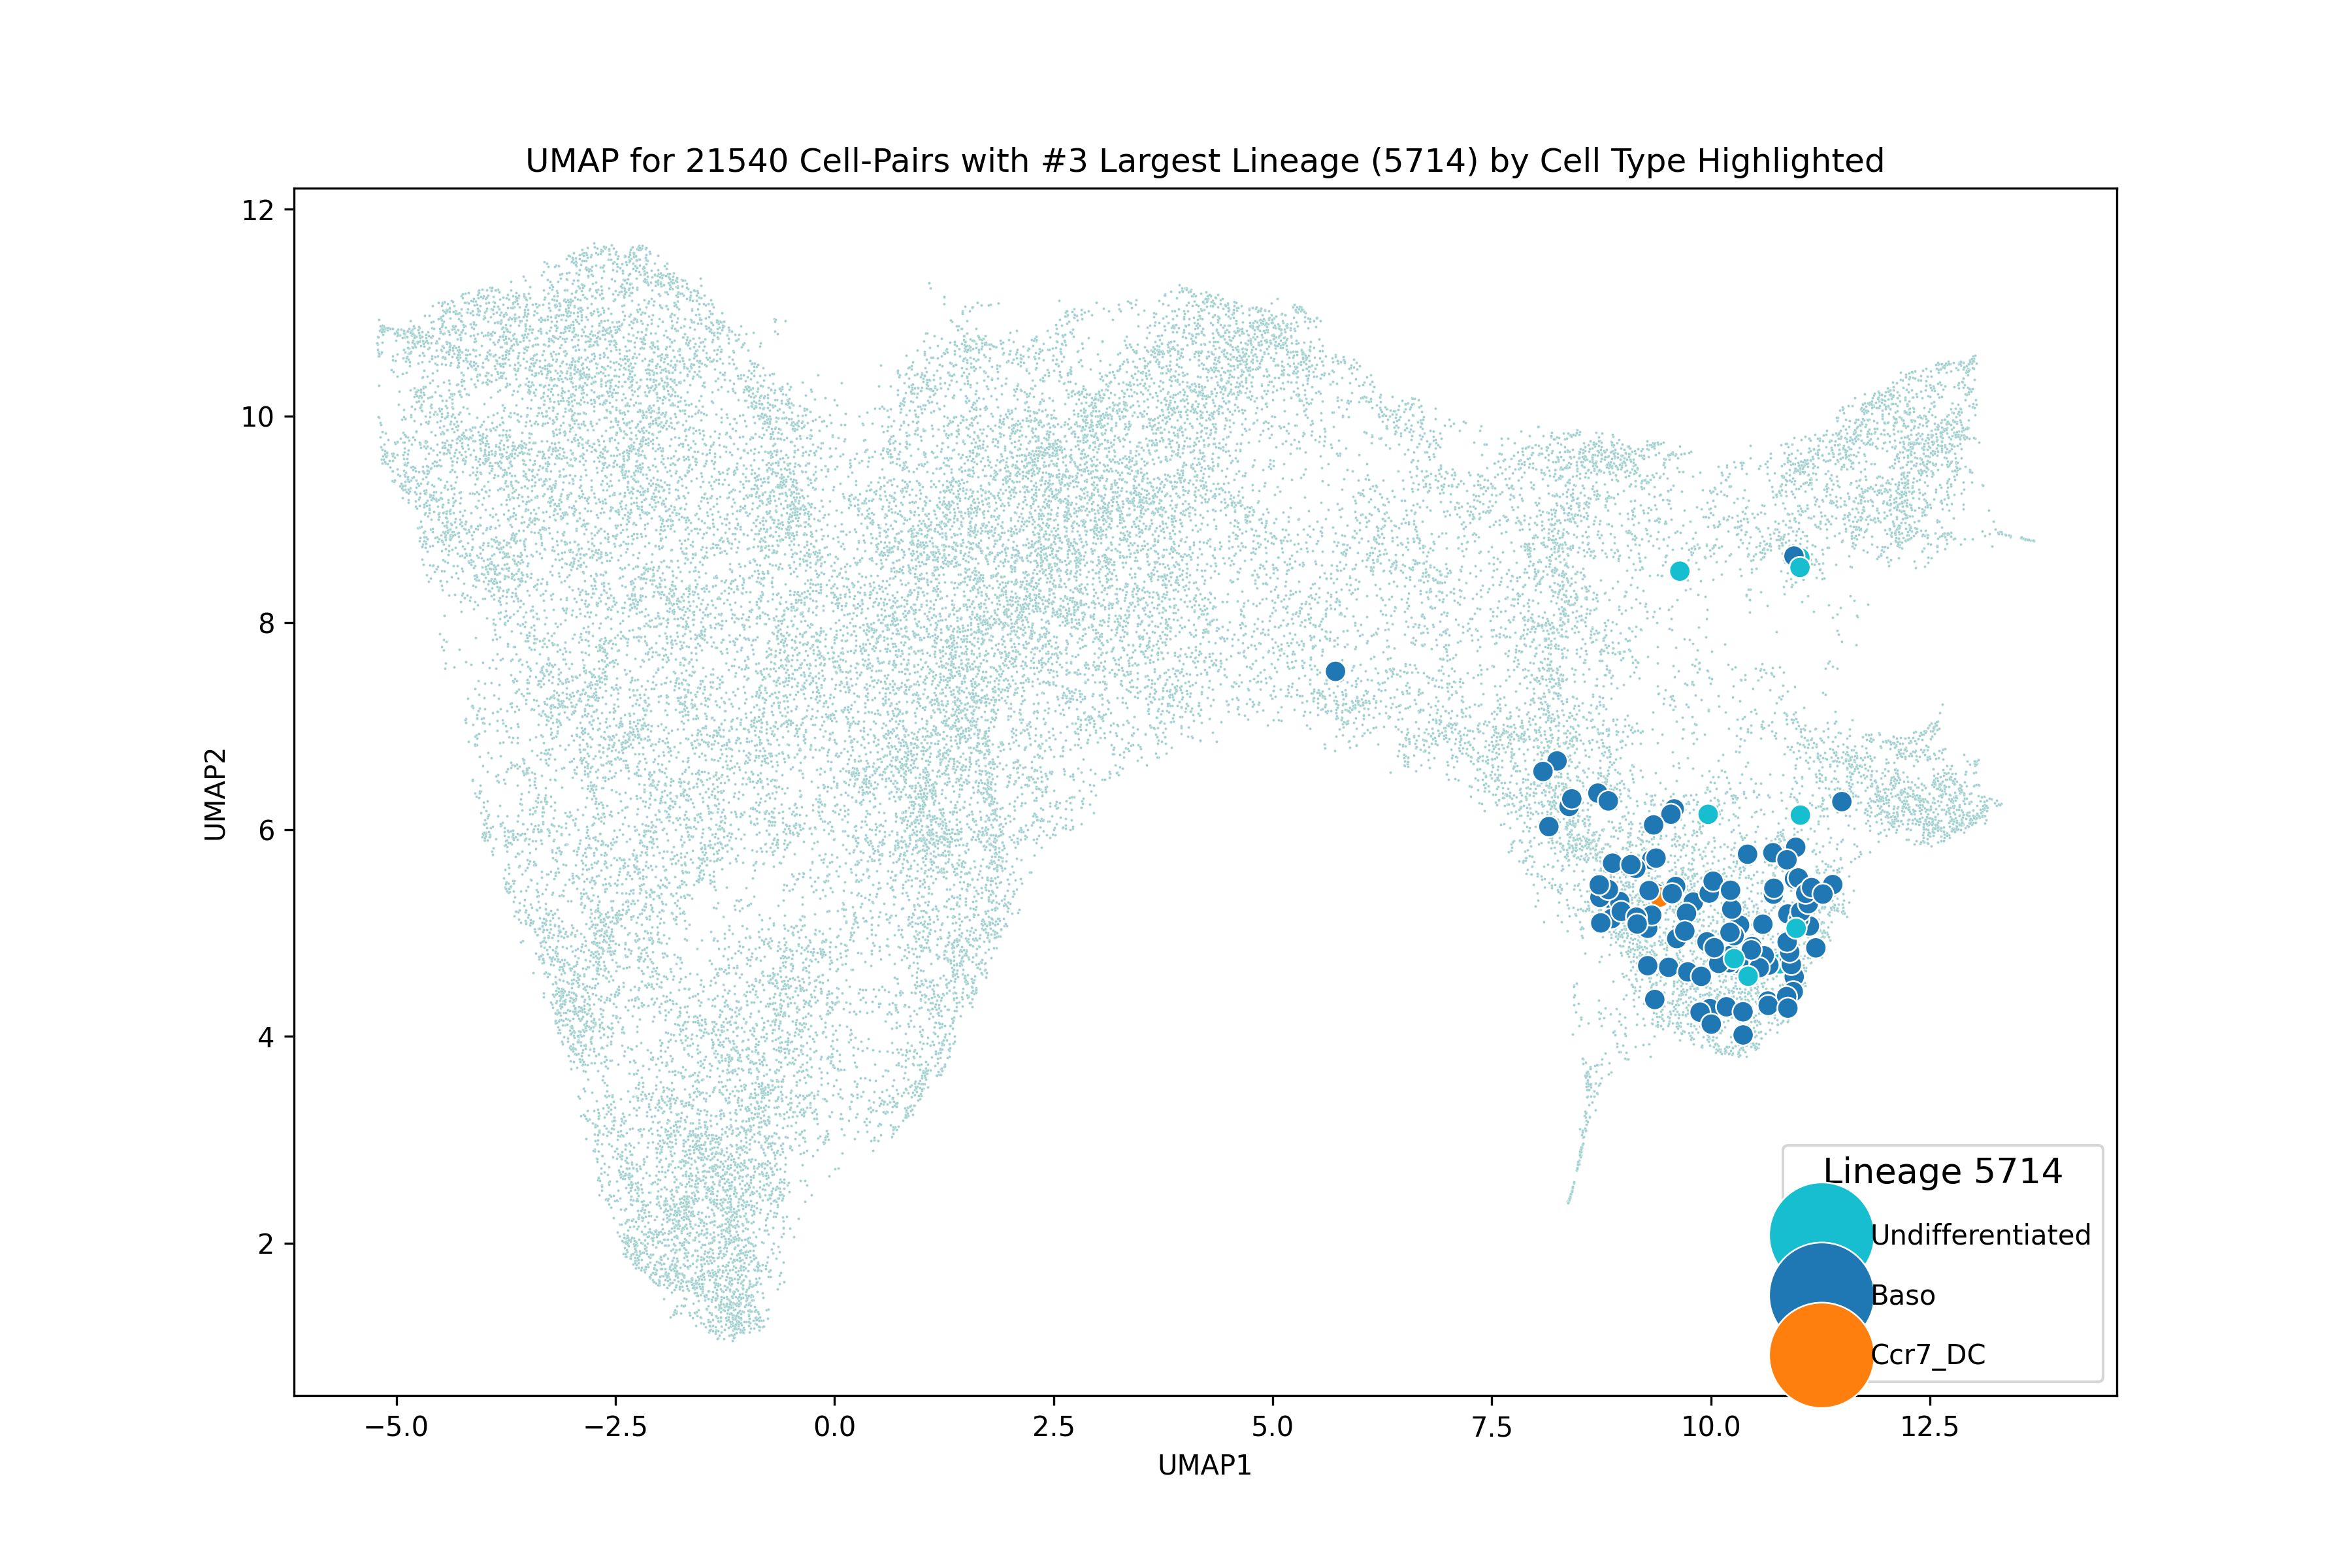 UMAP for 21540 Cell-Pairs with #3 Largest Lineage (5714) by Cell Type Highlighted
12
10
8
6
4
2
UMAP2
−5.0 −2.5 0.0 2.5 5.0 7.5 10.0 12.5
UMAP1
Lineage 5714
Undifferentiated
Baso
Ccr7_DC